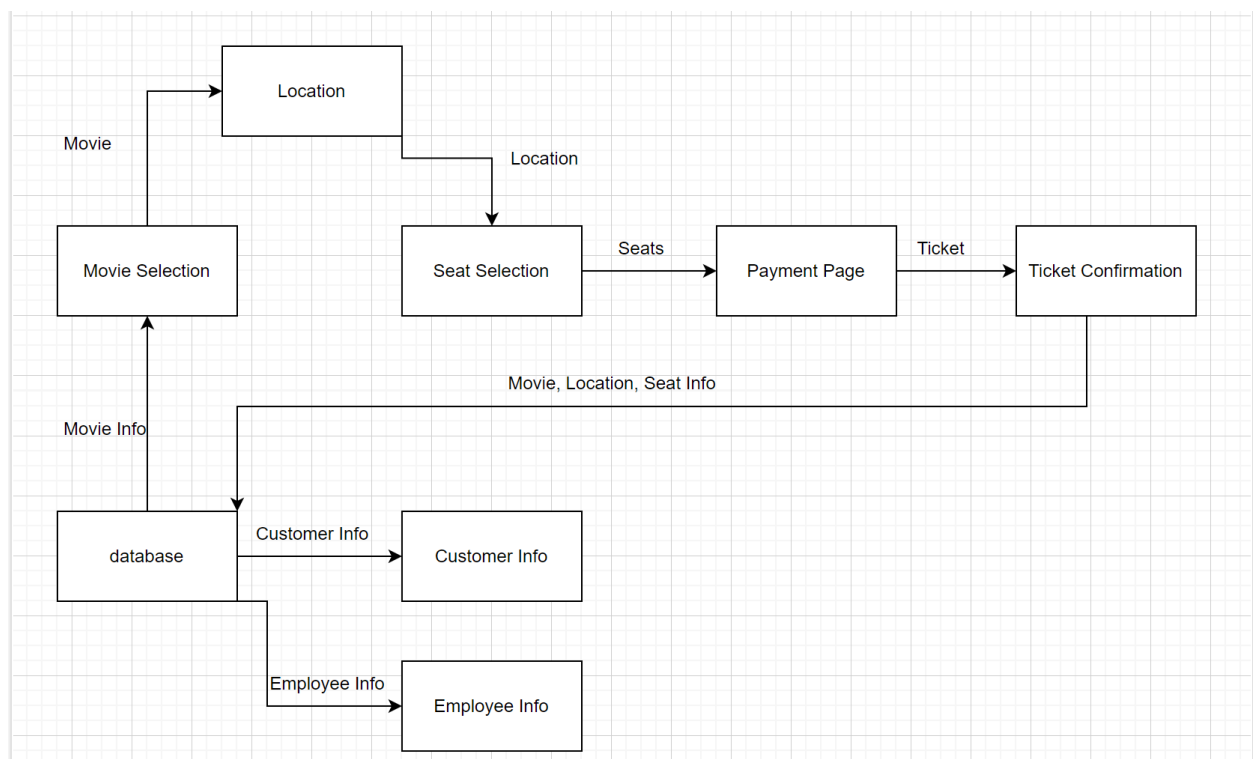 Location
Movie
Location
Movie Selection
Seat Selection
Seats
Payment Page
Ticket
Ticket Confirmation
Movie, Location, Seat Info
Movie Info
database
Customer Info
Customer Info
Employee Info
Employee Info